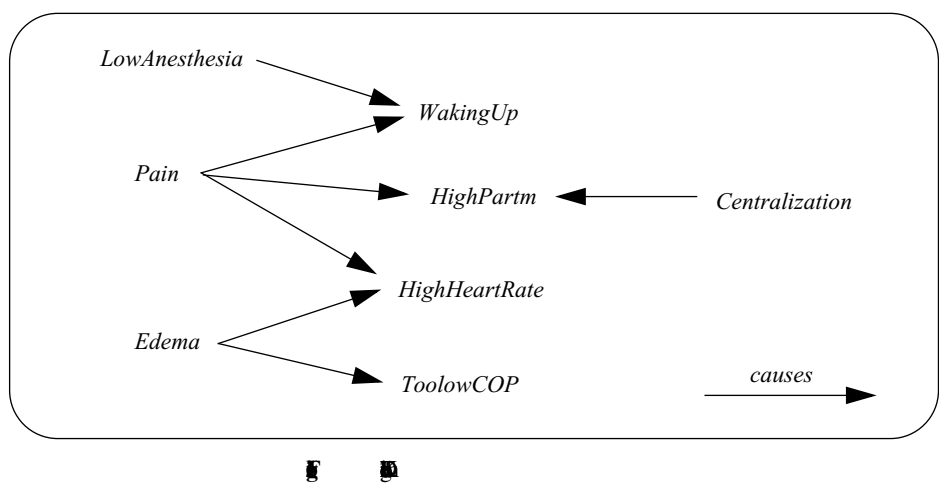 LowAnesthesia
WakingUp
Pain
HighPartm
Centralization
HighHeartRate
Edema
causes
ToolowCOP